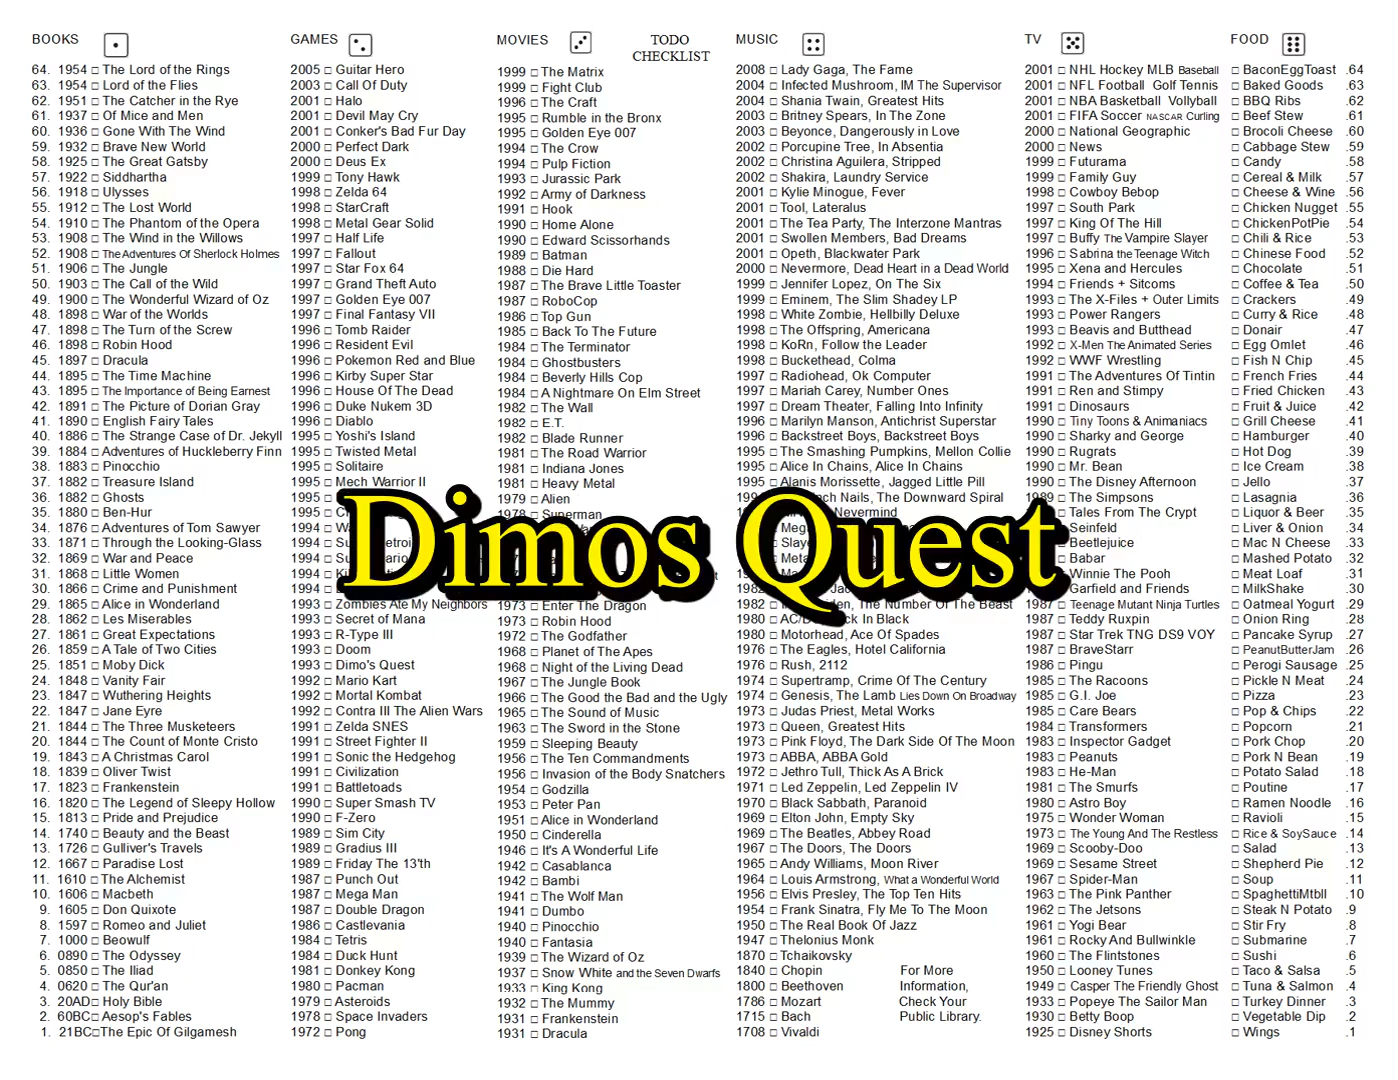 BOOKS
64. 1954 □ The Lord of the Rings
63. 1954 □ Lord of the Flies
62. 1951 □ The Catcher in the Rye
61. 1937 □ Of Mice and Men
60. 1936 □ Gone With The Wind
59. 1932 □ Brave New World
58. 1925 □ The Great Gatsby
57. 1922 □ Siddhartha
56. 1918 □ Ulysses
55. 1912 □ The Lost World
54. 1910 □ The Phantom of the Opera
53. 1908 □ The Wind in the Willows
52. 1908 □ The Adventures Of Sherlock Holmes
51. 1906 □ The Jungle
50. 1903 □ The Call of the Wild
49. 1900 □ The Wonderful Wizard of Oz
48. 1898 □ War of the Worlds
47. 1898 □ The Turn of the Screw
46. 1898 □ Robin Hood
45. 1897 □ Dracula
44. 1895 □ The Time Machine
43. 1895 □ The Importance of Being Earnest
42. 1891 □ The Picture of Dorian Gray
41. 1890 □ English Fairy Tales
40. 1886 □ The Strange Case of Dr. Jekyll
39. 1884 □ Adventures of Huckleberry Finn
38. 1883 □ Pinocchio
37. 1882 □ Treasure Island
36. 1882 □ Ghosts
35. 1880 □ Ben-Hur
34. 1876 □ Adventures of Tom Sawyer
33. 1871 □ Through the Looking-Glass
32. 1869 □ War and Peace
31. 1868 □ Little Women
30. 1866 □ Crime and Punishment
29. 1865 □ Alice in Wonderland
28. 1862 □ Les Miserables
27. 1861 □ Great Expectations
26. 1859 □ A Tale of Two Cities
25. 1851 □ Moby Dick
24. 1848 □ Vanity Fair
23. 1847 □ Wuthering Heights
22. 1847 □ Jane Eyre
21. 1844 □ The Three Musketeers
20. 1844 □ The Count of Monte Cristo
19. 1843 □ A Christmas Carol
18. 1839 □ Oliver Twist
17. 1823 □ Frankenstein
16. 1820 □ The Legend of Sleepy Hollow
15. 1813 □ Pride and Prejudice
14. 1740 □ Beauty and the Beast
13. 1726 □ Gulliver's Travels
12. 1667 □ Paradise Lost
11. 1610 □ The Alchemist
10. 1606 □ Macbeth
9. 1605 □ Don Quixote
8. 1597 □ Romeo and Juliet
7. 1000 □ Beowulf
6. 0890 □ The Odyssey
5. 0850 □ The Iliad
4. 0620 □ The Qur'an
3. 20AD□ Holy Bible
2. 60BC□ Aesop's Fables
1. 21BC□The Epic Of Gilgamesh
GAMES
2005 □ Guitar Hero
2003 □ Call Of Duty
2001 □ Halo
2001 □ Devil May Cry
2001 □ Conker's Bad Fur Day
2000 □ Perfect Dark
2000 □ Deus Ex
1999 □ Tony Hawk
1998 □ Zelda 64
1998 □ StarCraft
1998 □ Metal Gear Solid
1997 □ Half Life
1997 □ Fallout
1997 □ Star Fox 64
1997 □ Grand Theft Auto
1997 □ Golden Eye 007
1997 □ Final Fantasy VII
1996 □ Tomb Raider
1996 □ Resident Evil
1996 □ Pokemon Red and Blue
1996 □ Kirby Super Star
1996 □ House Of The Dead
1996 □ Duke Nukem 3D
1996 □ Diablo
1995 □ Yoshi's Island
1995 □ Twisted Metal
1995 □ Solitaire
1995 □ Mech Warrior II
1995 □
1995 □
1994 □
1994 □
1994 □
1994 □
1994 □
1993 □ Zombies Ate My Neighbors
1993 □ Secret of Mana
1993 □ R-Type III
1993 □ Doom
1993 □ Dimo's Quest
1992 □ Mario Kart
1992 □ Mortal Kombat
1992 □ Contra III The Alien Wars
1991 □ Zelda SNES
1991 □ Street Fighter II
1991 □ Sonic the Hedgehog
1991 □ Civilization
1991 □ Battletoads
1990 □ Super Smash TV
1990 □ F-Zero
1989 □ Sim City
1989 □ Gradius III
1989 □ Friday The 13'th
1987 □ Punch Out
1987 □ Mega Man
1987 □ Double Dragon
1986 □ Castlevania
1984 □ Tetris
1984 □ Duck Hunt
1981 □ Donkey Kong
1980 □ Pacman
1979 □ Asteroids
1978 □ Space Invaders
1972 □ Pong
MOVIES
TODO
CHECKLIST
1999 □ The Matrix
1999 □ Fight Club
1996 □ The Craft
1995 □ Rumble in the Bronx
1995 □ Golden Eye 007
1994 □ The Crow
1994 □ Pulp Fiction
1993 □ Jurassic Park
1992 □ Army of Darkness
1991 □ Hook
1990 □ Home Alone
1990 □ Edward Scissorhands
1989 □ Batman
1988 □ Die Hard
1987 □ The Brave Little Toaster
1987 □ RoboCop
1986 □ Top Gun
1985 □ Back To The Future
1984 □ The Terminator
1984 □ Ghostbusters
1984 □ Beverly Hills Cop
1984 □ A Nightmare On Elm Street
1982 □ The Wall
1982 □ E.T.
1982 □ Blade Runner
1981 □ The Road Warrior
1981 □ Indiana Jones
1981 □ Heavy Metal
1979 □ Alien
1978 □ Superman
1973 □ Enter The Dragon
1973 □ Robin Hood
1972 □ The Godfather
1968 □ Planet of The Apes
1968 □ Night of the Living Dead
1967 □ The Jungle Book
1966 □ The Good the Bad and the Ugly
1965 □ The Sound of Music
1963 □ The Sword in the Stone
1959 □ Sleeping Beauty
1956 □ The Ten Commandments
1956 □ Invasion of the Body Snatchers
1954 □ Godzilla
1953 □ Peter Pan
1951 □ Alice in Wonderland
1950 □ Cinderella
1946 □ It's A Wonderful Life
1942 □ Casablanca
1942 □ Bambi
1941 □ The Wolf Man
1941 □ Dumbo
1940 □ Pinocchio
1940 □ Fantasia
1939 □ The Wizard of Oz
1937 □ Snow White and the Seven Dwarfs
1933 □ King Kong
1932 □ The Mummy
1931 □ Frankenstein
1931 □ Dracula
MUSIC
2008 □ Lady Gaga, The Fame
2004 □ Infected Mushroom, IM The Supervisor
2004 □ Shania Twain, Greatest Hits
2003 □ Britney Spears, In The Zone
2003 □ Beyonce, Dangerously in Love
2002 □ Porcupine Tree, In Absentia
2002 □ Christina Aguilera, Stripped
2002 □ Shakira, Laundry Service
2001 □ Kylie Minogue, Fever
2001 □ Tool, Lateralus
2001 □ The Tea Party, The Interzone Mantras
2001 □ Swollen Members, Bad Dreams
2001 □ Opeth, Blackwater Park
2000 □ Nevermore, Dead Heart in a Dead World
1999 □ Jennifer Lopez, On The Six
1999 □ Eminem, The Slim Shadey LP
1998 □ White Zombie, Hellbilly Deluxe
1998 □ The Offspring, Americana
1998 □ KoRn, Follow the Leader
1998 □ Buckethead, Colma
1997 □ Radiohead, Ok Computer
1997 □ Mariah Carey, Number Ones
1997 □ Dream Theater, Falling Into Infinity
1996 □ Marilyn Manson, Antichrist Superstar
1996 □ Backstreet Boys, Backstreet Boys
1995 □ The Smashing Pumpkins, Mellon Collie
1995 □ Alice In Chains, Alice In Chains
1995 □ Alanis Morissette, Jagged Little Pill
Nails, The Downward Spiral
Nevermind
1982 □ The Number Of The Beast
1980 □ In Black
1980 □ Motorhead, Ace Of Spades
1976 □ The Eagles, Hotel California
1976 □ Rush, 2112
1974 □ Supertramp, Crime Of The Century
1974 □ Genesis, The Lamb Lies Down On Broadway
1973 □ Judas Priest, Metal Works
1973 □ Queen, Greatest Hits
1973 □ Pink Floyd, The Dark Side Of The Moon
1973 □ ABBA, ABBA Gold
1972 □ Jethro Tull, Thick As A Brick
1971 □ Led Zeppelin, Led Zeppelin IV
1970 □ Black Sabbath, Paranoid
1969 □ Elton John, Empty Sky
1969 □ The Beatles, Abbey Road
1967 □ The Doors, The Doors
1965 □ Andy Williams, Moon River
1964 □ Louis Armstrong, What a Wonderful World
1956 □ Elvis Presley, The Top Ten Hits
1954 □ Frank Sinatra, Fly Me To The Moon
1950 □ The Real Book Of Jazz
1947 □ Thelonius Monk
1870 □ Tchaikovsky
1840 □ Chopin
1800 □ Beethoven
1786 □ Mozart
1715 □ Bach
1708 □ Vivaldi
For More
Information,
Check Your
Public Library.
TV
2001 □ NHL Hockey MLB Baseball
2001 □ NFL Football Golf Tennis
2001 □ NBA Basketball Vollyball
2001 □ FIFA Soccer NASCAR Curling
2000 □ National Geographic
2000 □ News
1999 □ Futurama
1999 □ Family Guy
1998 □ Cowboy Bebop
1997 □ South Park
1997 □ King Of The Hill
1997 □ Buffy The Vampire Slayer
1996 □ Sabrina the Teenage Witch
1995 □ Xena and Hercules
1994 □ Friends + Sitcoms
1993 □ The X-Files + Outer Limits
1993 □ Power Rangers
1993 □ Beavis and Butthead
1992 □ X-Men The Animated Series
1992 □ WWF Wrestling
1991 □ The Adventures Of Tintin
1991 □ Ren and Stimpy
1991 □ Dinosaurs
1990 □ Tiny Toons & Animaniacs
1990 □ Sharky and George
1990 □ Rugrats
1990 □ Mr. Bean
1990 □ The Disney Afternoon
1989 □ The Simpsons
Tales From The Crypt
Seinfeld
Beetlejuice
Babar
Winnie The Pooh
Garfield and Friends
1987 □ Teenage Mutant Ninja Turtles
1987 □ Teddy Ruxpin
1987 □ Star Trek TNG DS9 VOY
1987 □ BraveStarr
1986 □ Pingu
1985 □ The Racoons
1985 □ G.I. Joe
1985 □ Care Bears
1984 □ Transformers
1983 □ Inspector Gadget
1983 □ Peanuts
1983 □ He-Man
1981 □ The Smurfs
1980 □ Astro Boy
1975 □ Wonder Woman
1973 □ The Young And The Restless
1969 □ Scooby-Doo
1969 □ Sesame Street
1967 □ Spider-Man
1963 □ The Pink Panther
1962 □ The Jetsons
1961 □ Yogi Bear
1961 □ Rocky And Bullwinkle
1960 □ The Flintstones
1950 □ Looney Tunes
1949 □ Casper The Friendly Ghost
1933 □ Popeye The Sailor Man
1930 □ Betty Boop
1925 □ Disney Shorts
FOOD
□ BaconEggToast .64
□ Baked Goods .63
□ BBQ Ribs .62
□ Beef Stew .61
□ Brocoli Cheese .60
□ Cabbage Stew .59
□ Candy .58
□ Cereal & Milk .57
□ Cheese & Wine .56
□ Chicken Nugget .55
□ ChickenPotPie .54
□ Chili & Rice .53
□ Chinese Food .52
□ Chocolate .51
□ Coffee & Tea .50
□ Crackers .49
□ Curry & Rice .48
□ Donair .47
□ Egg Omlet .46
□ Fish N Chip .45
□ French Fries .44
□ Fried Chicken .43
□ Fruit & Juice .42
□ Grill Cheese .41
□ Hamburger .40
□ Hot Dog .39
□ Ice Cream .38
□ Jello .37
□ Lasagnia .36
□ Liquor & Beer .35
□ Liver & Onion .34
□ Mac N Cheese .33
□ Mashed Potato .32
□ Meat Loaf .31
□ MilkShake .30
□ Oatmeal Yogurt .29
□ Onion Ring .28
□ Pancake Syrup .27
□ PeanutButterJam .26
□ Perogi Sausage .25
□ Pickle N Meat .24
□ Pizza .23
□ Pop & Chips .22
□ Popcorn .21
□ Pork Chop .20
□ Pork N Bean .19
□ Potato Salad .18
□ Poutine .17
□ Ramen Noodle .16
□ Ravioli .15
□ Rice & SoySauce .14
□ Salad .13
□ Shepherd Pie .12
□ Soup .11
□ SpaghettiMtbll .10
□ Steak N Potato .9
□ Stir Fry .8
□ Submarine .7
□ Sushi .6
□ Taco & Salsa .5
□ Tuna & Salmon .4
□ Turkey Dinner .3
□ Vegetable Dip .2
□ Wings .1
Dimos Quest